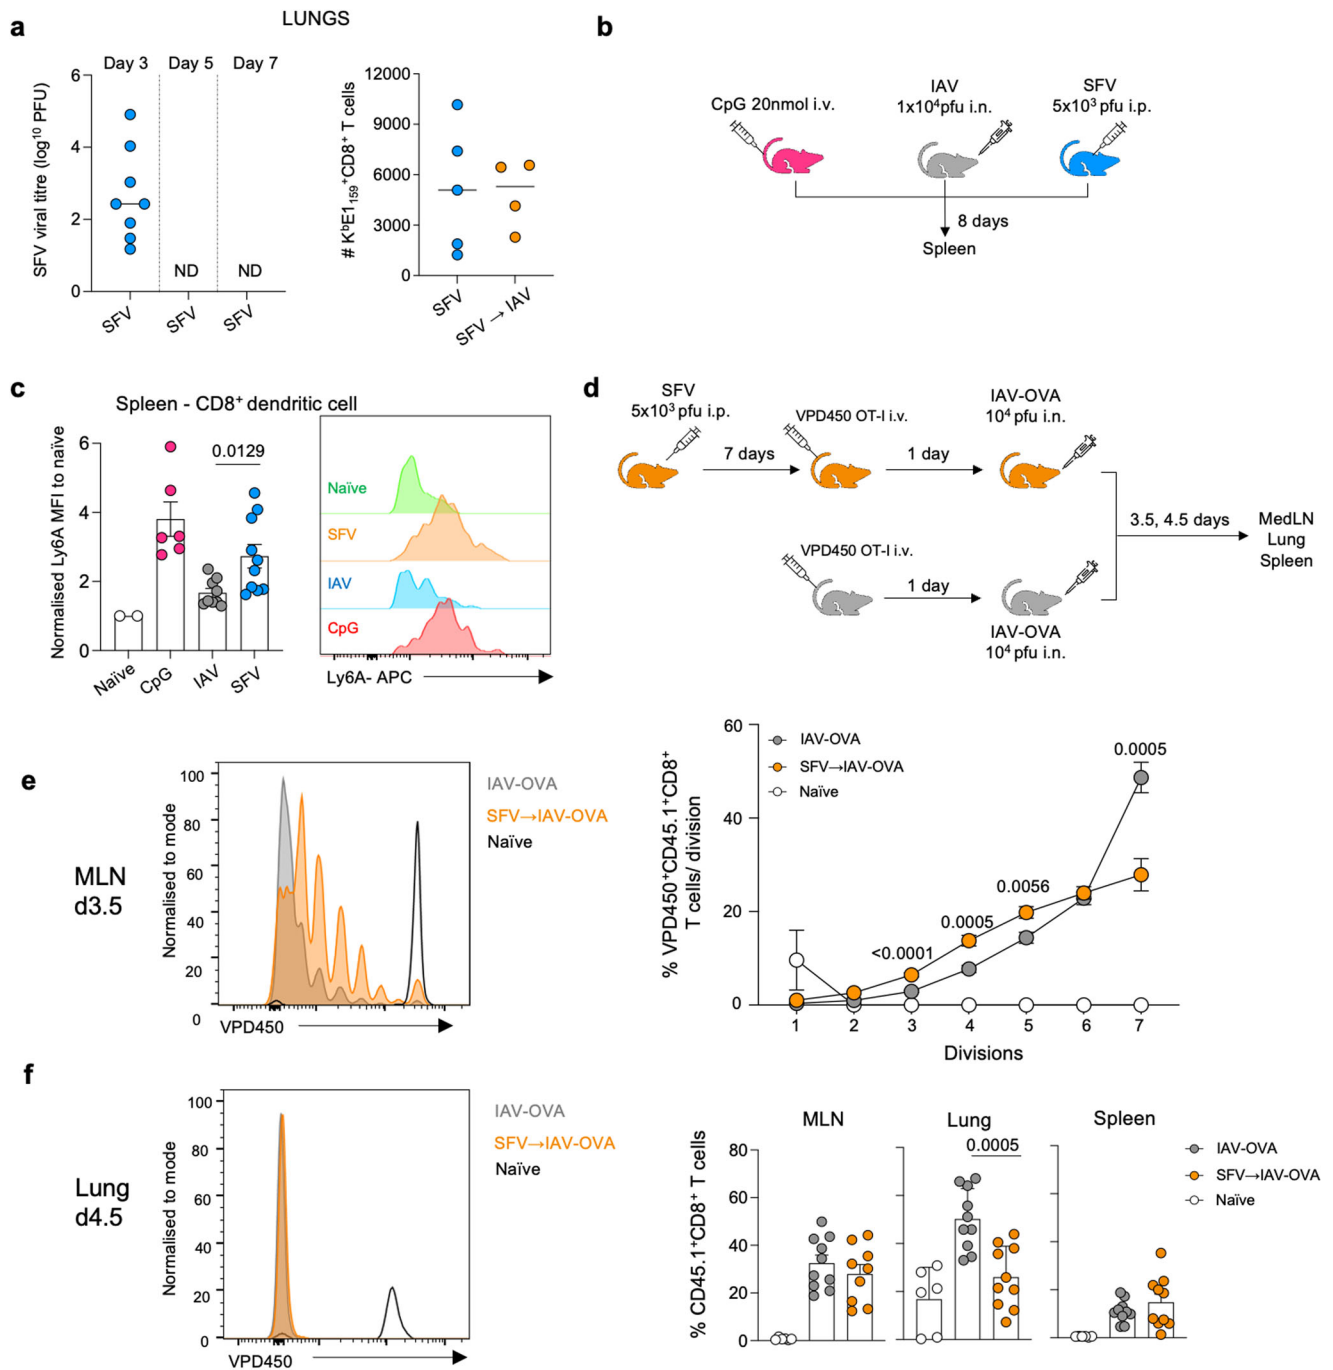 a
LUNGS
Day 3 Day 5 Day 7
SFV viral titre (log¹⁰ PFU)
6
4
2
0
ND ND
SFV SFV SFV
# KᵇE1₁₅₉⁺CD8⁺ T cells
12000
9000
6000
3000
0
SFV
SFV → IAV
b
CpG 20nmol i.v.
IAV
1x10⁴pfu i.n.
SFV
5x10³ pfu i.p.
8 days
Spleen
c
Spleen - CD8⁺ dendritic cell
Normalised Ly6A MFI to naïve
6
4
2
0
0.0129
Naïve CpG IAV SFV
Naïve
SFV
IAV
CpG
Ly6A- APC
d
SFV
5x10³ pfu i.p.
7 days
VPD450 OT-I i.v.
1 day
IAV-OVA
10⁴ pfu i.n.
VPD450 OT-I i.v.
1 day
IAV-OVA
10⁴ pfu i.n.
3.5, 4.5 days
MedLN
Lung
Spleen
e
MLN
d3.5
Normalised to mode
100
80
60
40
20
0
VPD450
IAV-OVA
SFV→IAV-OVA
Naïve
% VPD450⁺CD45.1⁺CD8⁺
T cells/ division
60
40
20
0
IAV-OVA
SFV→IAV-OVA
Naïve
<0.0001
0.0005
0.0056
0.0005
1 2 3 4 5 6 7
Divisions
f
Lung
d4.5
Normalised to mode
100
80
60
40
20
0
VPD450
IAV-OVA
SFV→IAV-OVA
Naïve
% CD45.1⁺CD8⁺ T cells
80
60
40
20
0
MLN
Lung
0.0005
Spleen
IAV-OVA
SFV→IAV-OVA
Naïve